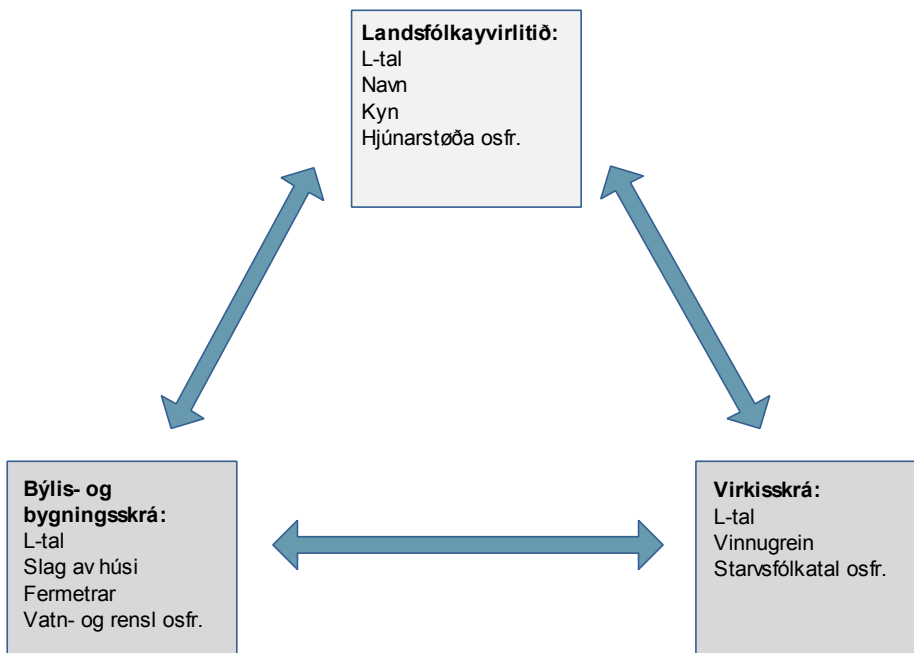 Landsfólkayvirlitið:
L-tal
Navn
Kyn
Hjúnarstøða osfr.
Býlis- og
bygningsskrá:
L-tal
Slag av húsi
Fermetrar
Vatn- og rensl osfr.
Virkisskrá:
L-tal
Vinnugrein
Starvsfólkatal osfr.